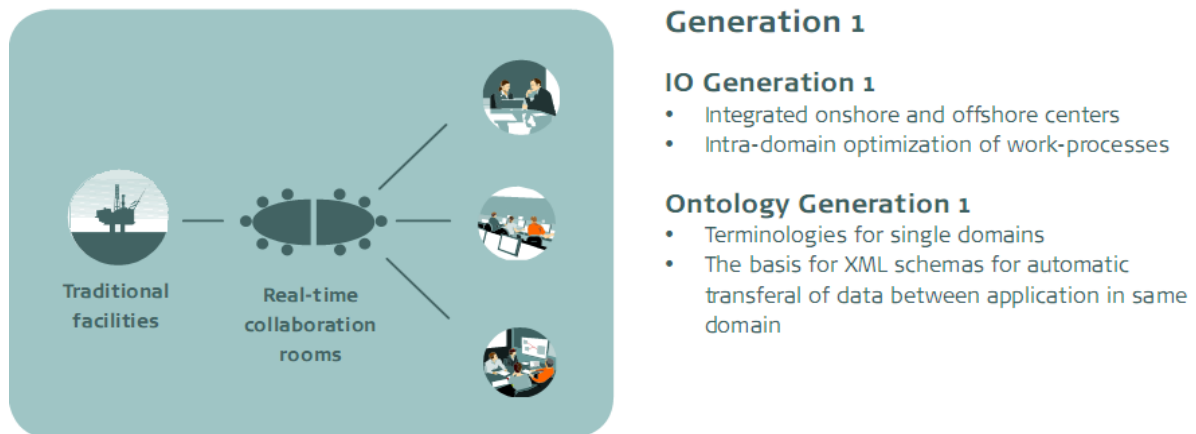 Traditional
facilities
Real-time
collaboration
rooms
Generation 1
IO Generation 1
• Integrated onshore and offshore centers
• Intra-domain optimization of work-processes
Ontology Generation 1
• Terminologies for single domains
• The basis for XML schemas for automatic
transferal of data between application in same
domain